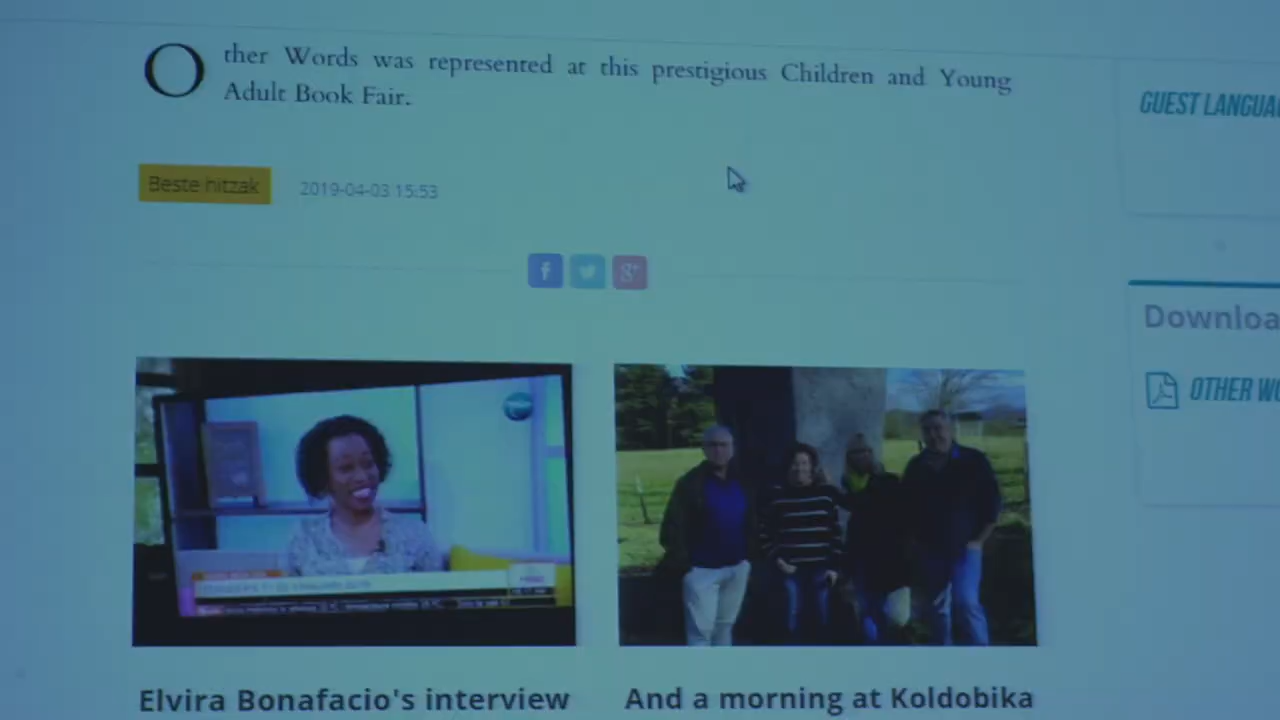 Other Words was represented at this prestigious Children and Young
Adult Book Fair.
GUEST LANGUA
Beste hitzak 2019-04-03 15:53
f g+
Downloa
OTHER WO
Elvira Bonafacio's interview
And a morning at Koldobika